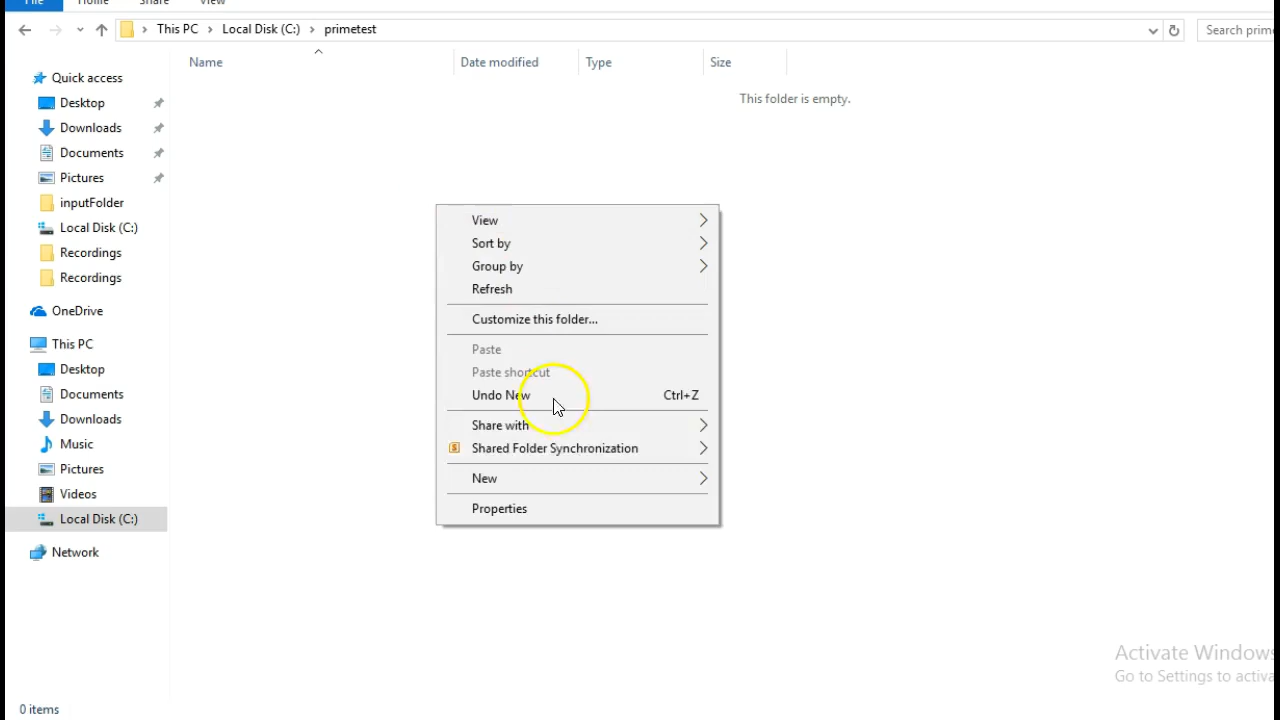 File Home Share View
This PC Local Disk (C:) primetest Search prim
Name Date modified Type Size
This folder is empty.
Quick access
Desktop
Downloads
Documents
Pictures
inputFolder
Local Disk (C:)
Recordings
Recordings
OneDrive
This PC
Desktop
Documents
Downloads
Music
Pictures
Videos
Local Disk (C:)
Network
View
Sort by
Group by
Refresh
Customize this folder...
Paste
Paste shortcut
Undo New Ctrl+Z
Share with
Shared Folder Synchronization
New
Properties
Activate Windows
Go to Settings to activa
0 items